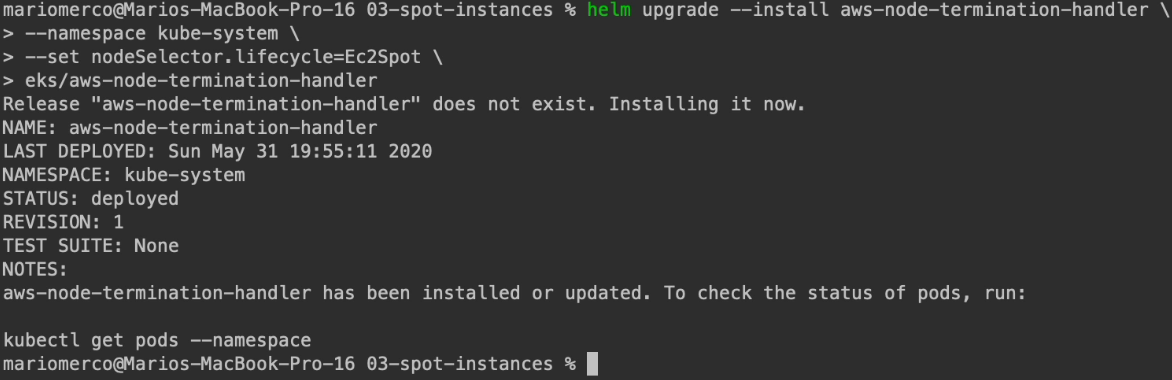 mariomerco@Marios-MacBook-Pro-16 03-spot-instances % helm upgrade --install aws-node-termination-handler \
> --namespace kube-system \
> --set nodeSelector.lifecycle=Ec2Spot \
> eks/aws-node-termination-handler
Release "aws-node-termination-handler" does not exist. Installing it now.
NAME: aws-node-termination-handler
LAST DEPLOYED: Sun May 31 19:55:11 2020
NAMESPACE: kube-system
STATUS: deployed
REVISION: 1
TEST SUITE: None
NOTES:
aws-node-termination-handler has been installed or updated. To check the status of pods, run:
kubectl get pods --namespace
mariomerco@Marios-MacBook-Pro-16 03-spot-instances %